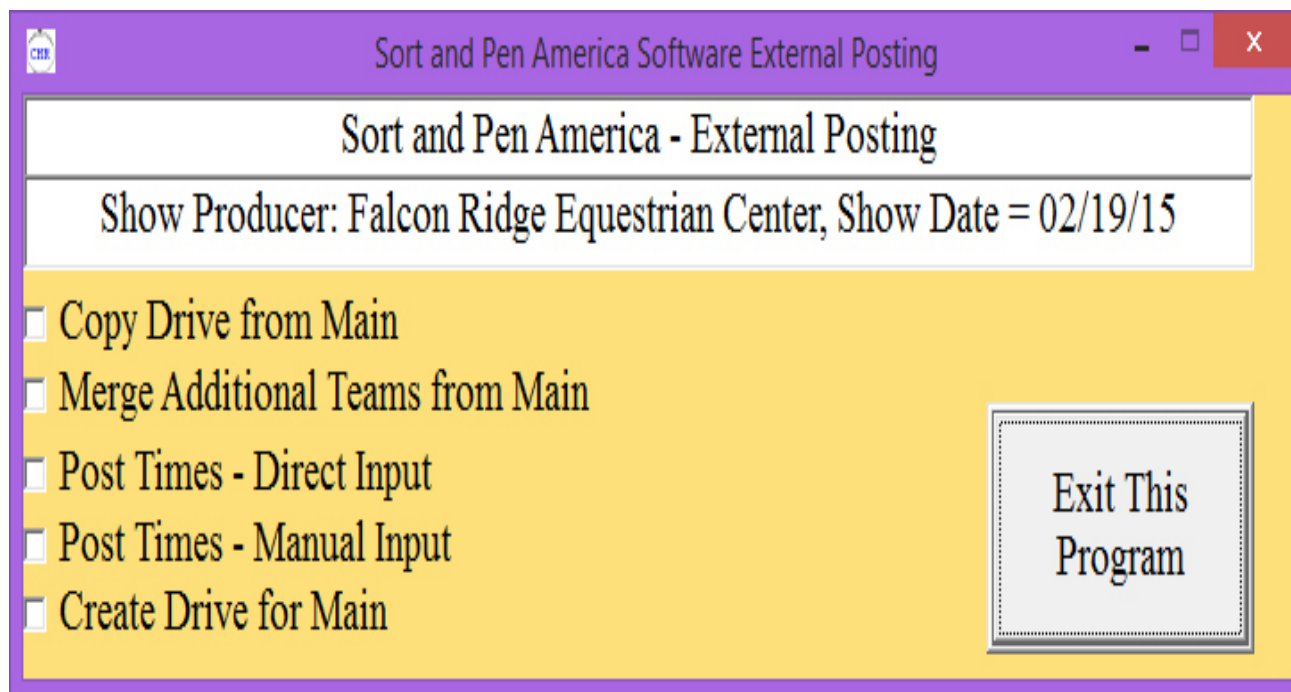 CHR
Sort and Pen America Software External Posting
Sort and Pen America - External Posting
Show Producer: Falcon Ridge Equestrian Center, Show Date = 02/19/15
Copy Drive from Main
Merge Additional Teams from Main
Post Times - Direct Input
Post Times - Manual Input
Create Drive for Main
Exit This
Program